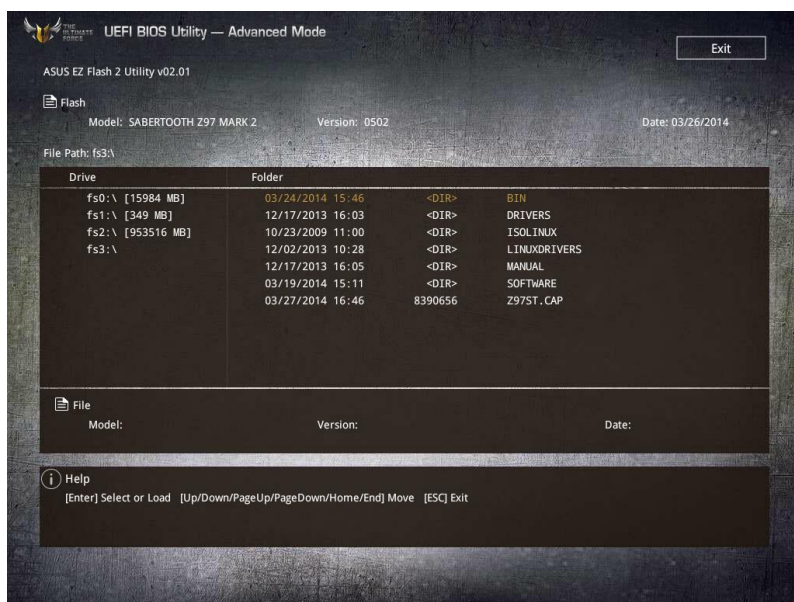 THE ULTIMATE FORCE UEFI BIOS Utility — Advanced Mode
Exit
ASUS EZ Flash 2 Utility v02.01
Flash
Model: SABERTOOTH Z97 MARK 2 Version: 0502 Date: 03/26/2014
File Path: fs3:\
Drive Folder
fs0:\ [15984 MB] 03/24/2014 15:46 <DIR> BIN
fs1:\ [349 MB] 12/17/2013 16:03 <DIR> DRIVERS
fs2:\ [953516 MB] 10/23/2009 11:00 <DIR> ISOLINUX
fs3:\ 12/02/2013 10:28 <DIR> LINUXDRIVERS
12/17/2013 16:05 <DIR> MANUAL
03/19/2014 15:11 <DIR> SOFTWARE
03/27/2014 16:46 8390656 Z97ST.CAP
File
Model: Version: Date:
Help
[Enter] Select or Load [Up/Down/PageUp/PageDown/Home/End] Move [ESC] Exit